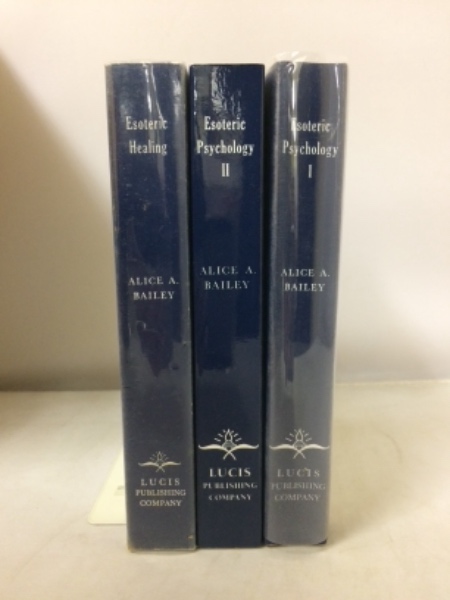 Esoteric
Healing
ALICE A.
BAILEY
LUCIS
PUBLISHING
COMPANY
Esoteric
Psychology
II
ALICE A.
BAILEY
LUCIS
PUBLISHING
COMPANY
Esoteric
Psychology
I
ALICE A.
BAILEY
LUCIS
PUBLISHING
COMPANY